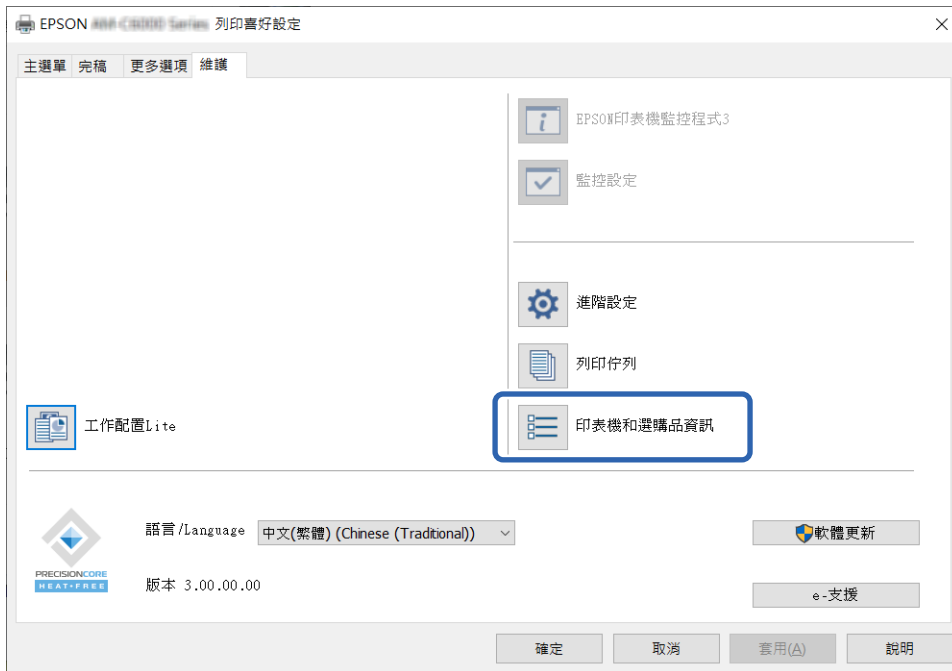 EPSON 列印喜好設定
主選單 完稿 更多選項 維護
EPSON印表機監控程式3
監控設定
進階設定
列印佇列
工作配置Lite
印表機和選購品資訊
語言/Language 中文(繁體) (Chinese (Traditional))
軟體更新
PRECISIONCORE
HEAT-FREE
版本 3.00.00.00
e-支援
確定 取消 套用(A) 說明